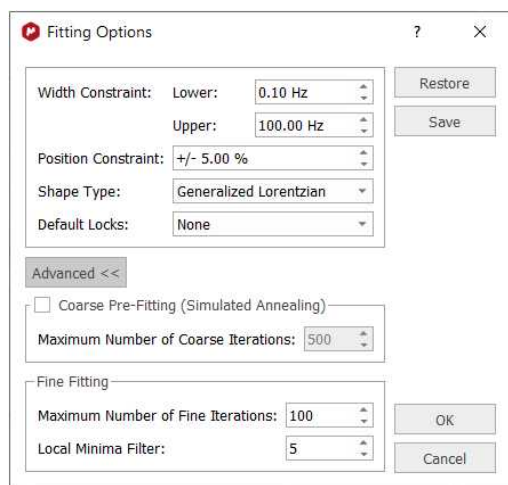 Fitting Options
?
Width Constraint: Lower: 0.10 Hz
Restore
Upper: 100.00 Hz
Save
Position Constraint: +/- 5.00 %
Shape Type: Generalized Lorentzian
Default Locks: None
Advanced <<
Coarse Pre-Fitting (Simulated Annealing)
Maximum Number of Coarse Iterations: 500
Fine Fitting
Maximum Number of Fine Iterations: 100
OK
Local Minima Filter: 5
Cancel